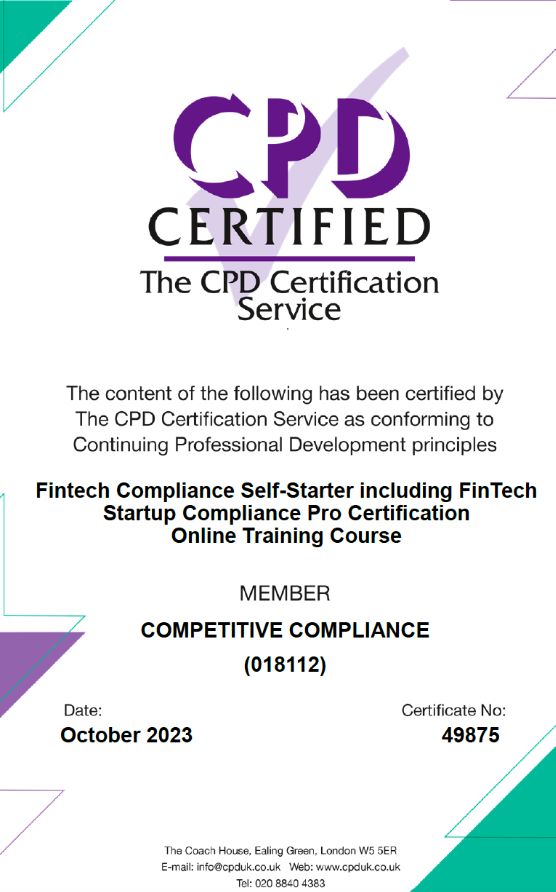 CPD
CERTIFIED
The CPD Certification
Service
The content of the following has been certified by
The CPD Certification Service as conforming to
Continuing Professional Development principles
Fintech Compliance Self-Starter including FinTech
Startup Compliance Pro Certification
Online Training Course
MEMBER
COMPETITIVE COMPLIANCE
(018112)
Date:
October 2023
Certificate No:
49875
The Coach House, Ealing Green, London W5 5ER
E-mail: info@cpduk.co.uk Web: www.cpduk.co.uk
Tel: 020 8840 4383